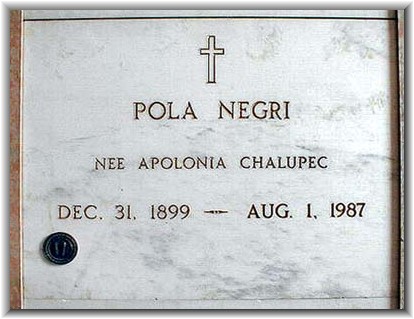 POLA NEGRI
NEE APOLONIA CHALUPEC
DEC. 31, 1899 — AUG. 1, 1987